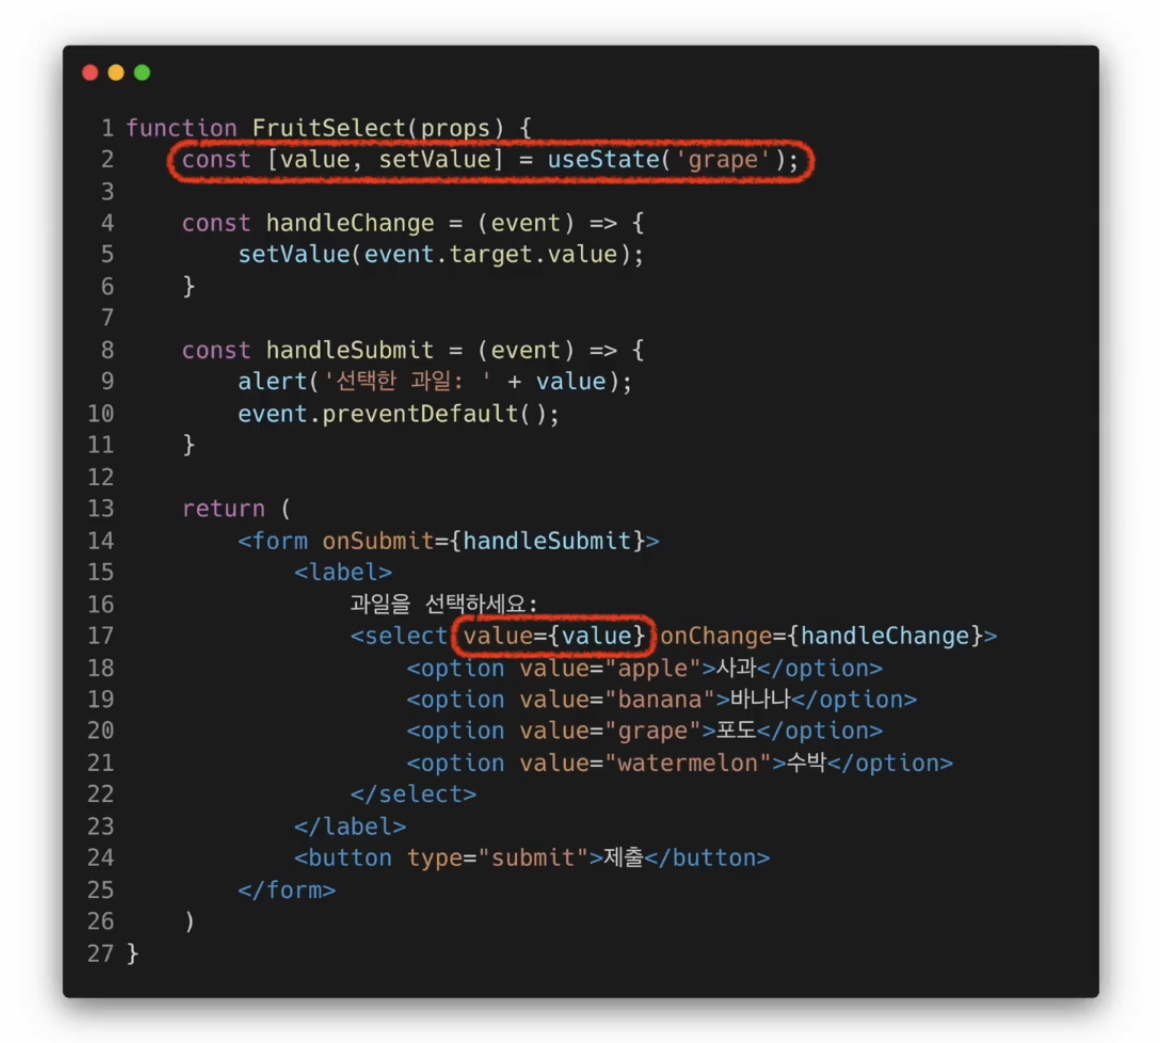 1 function FruitSelect(props) {
2 const [value, setValue] = useState('grape');
3
4 const handleChange = (event) => {
5 setValue(event.target.value);
6 }
7
8 const handleSubmit = (event) => {
9 alert('선택한 과일: ' + value);
10 event.preventDefault();
11 }
12
13 return (
14 <form onSubmit={handleSubmit}>
15 <label>
16 과일을 선택하세요:
17 <select value={value} onChange={handleChange}>
18 <option value="apple">사과</option>
19 <option value="banana">바나나</option>
20 <option value="grape">포도</option>
21 <option value="watermelon">수박</option>
22 </select>
23 </label>
24 <button type="submit">제출</button>
25 </form>
26 )
27 }